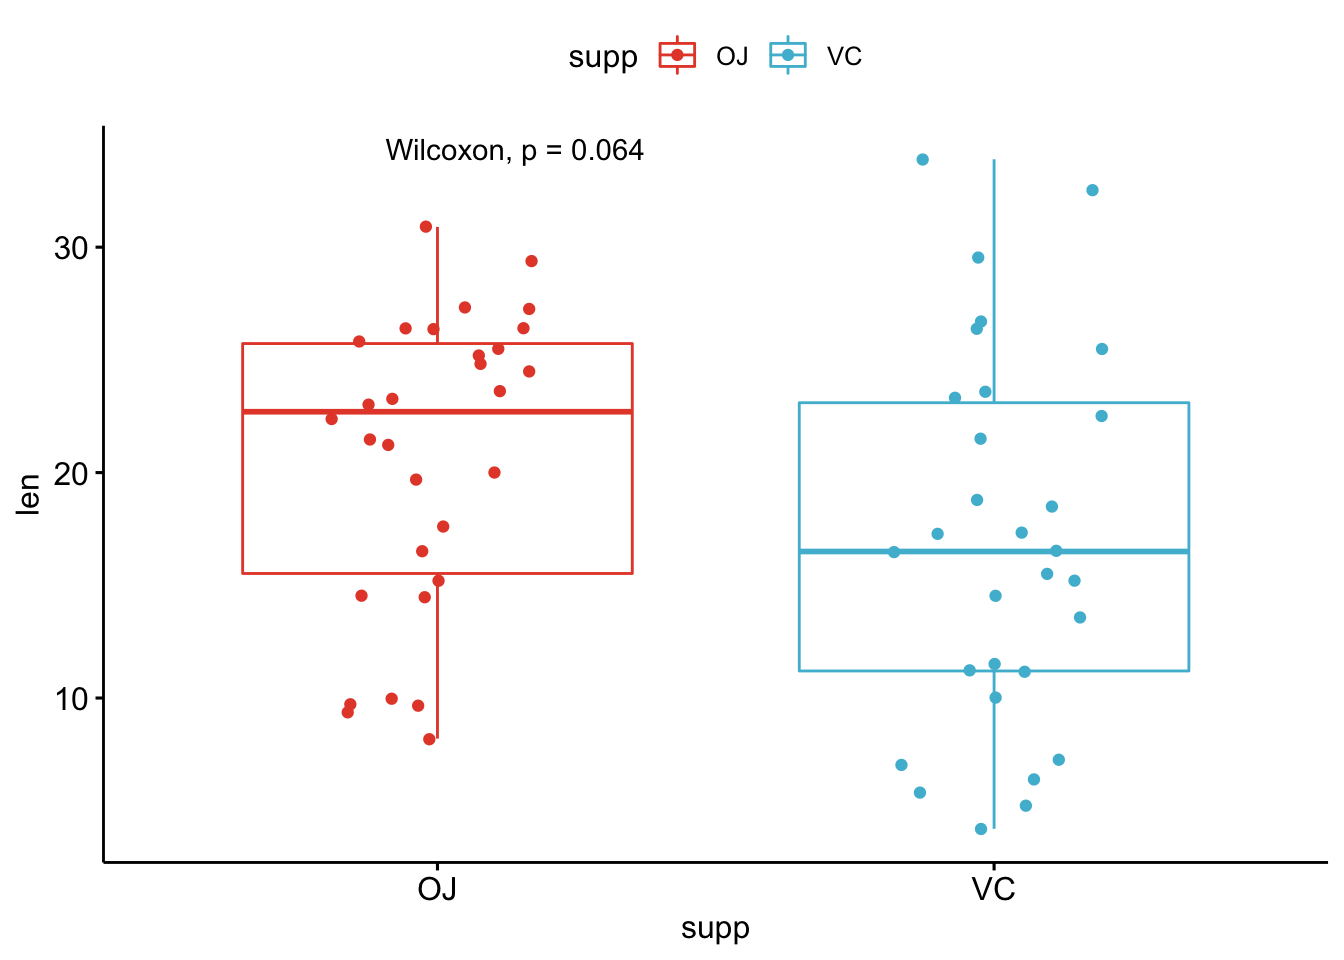 supp OJ VC
Wilcoxon, p = 0.064
30
20
10
len
OJ VC
supp